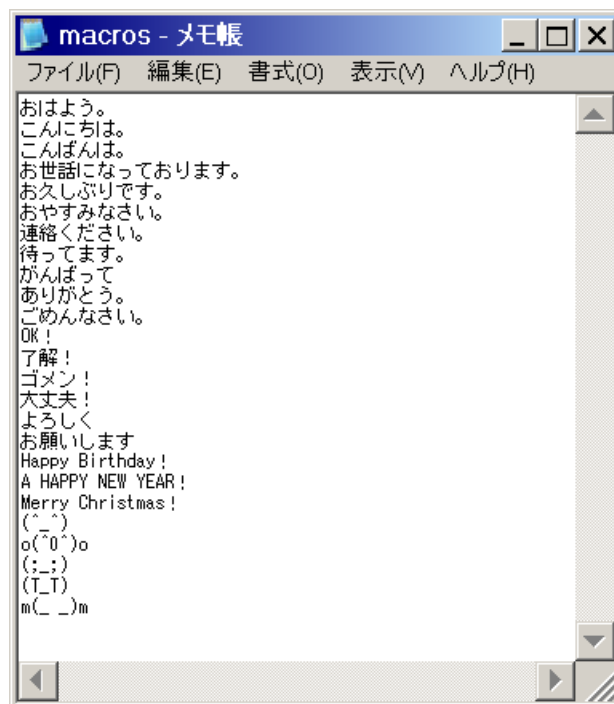 macros - メモ帳
ファイル(F) 編集(E) 書式(O) 表示(V) ヘルプ(H)
おはよう。
こんにちは。
こんばんは。
お世話になっております。
お久しぶりです。
おやすみなさい。
連絡ください。
待ってます。
がんばって
ありがとう。
ごめんなさい。
OK！
了解！
ゴメン！
大丈夫！
よろしく
お願いします
Happy Birthday！
A HAPPY NEW YEAR！
Merry Christmas！
(^_^)
o(^O^)o
(;_;)
(T_T)
m(_ _)m